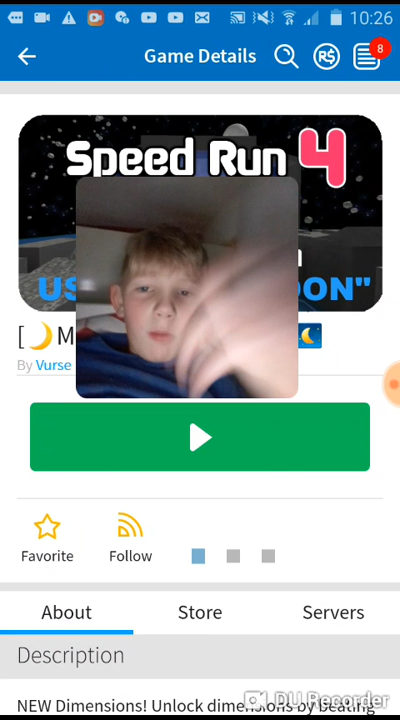 10:26
Game Details
R$
8
Speed Run 4
US OON"
[🌙M
By Vurse
Favorite
Follow
About Store Servers
Description
NEW Dimensions! Unlock dimensions by beating
DU Recorder